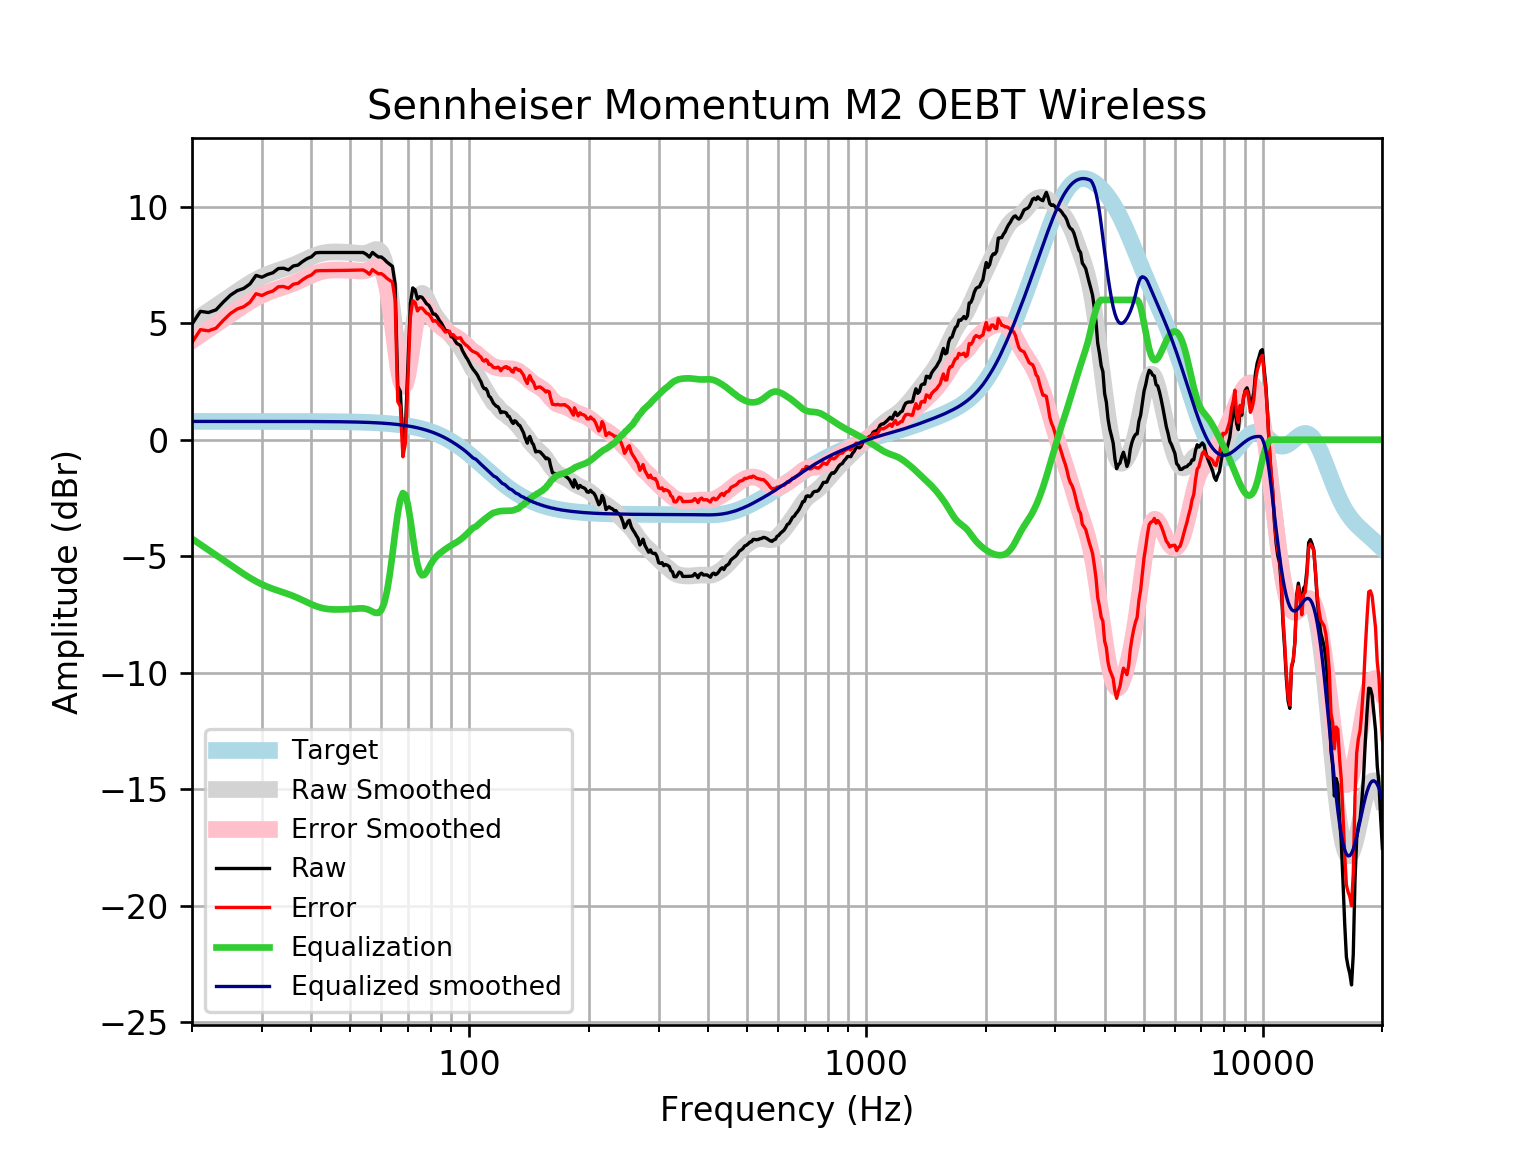 Sennheiser Momentum M2 OEBT Wireless
Amplitude (dBr)
10
5
0
−5
−10
−15
−20
−25
Target
Raw Smoothed
Error Smoothed
Raw
Error
Equalization
Equalized smoothed
100 1000 10000
Frequency (Hz)